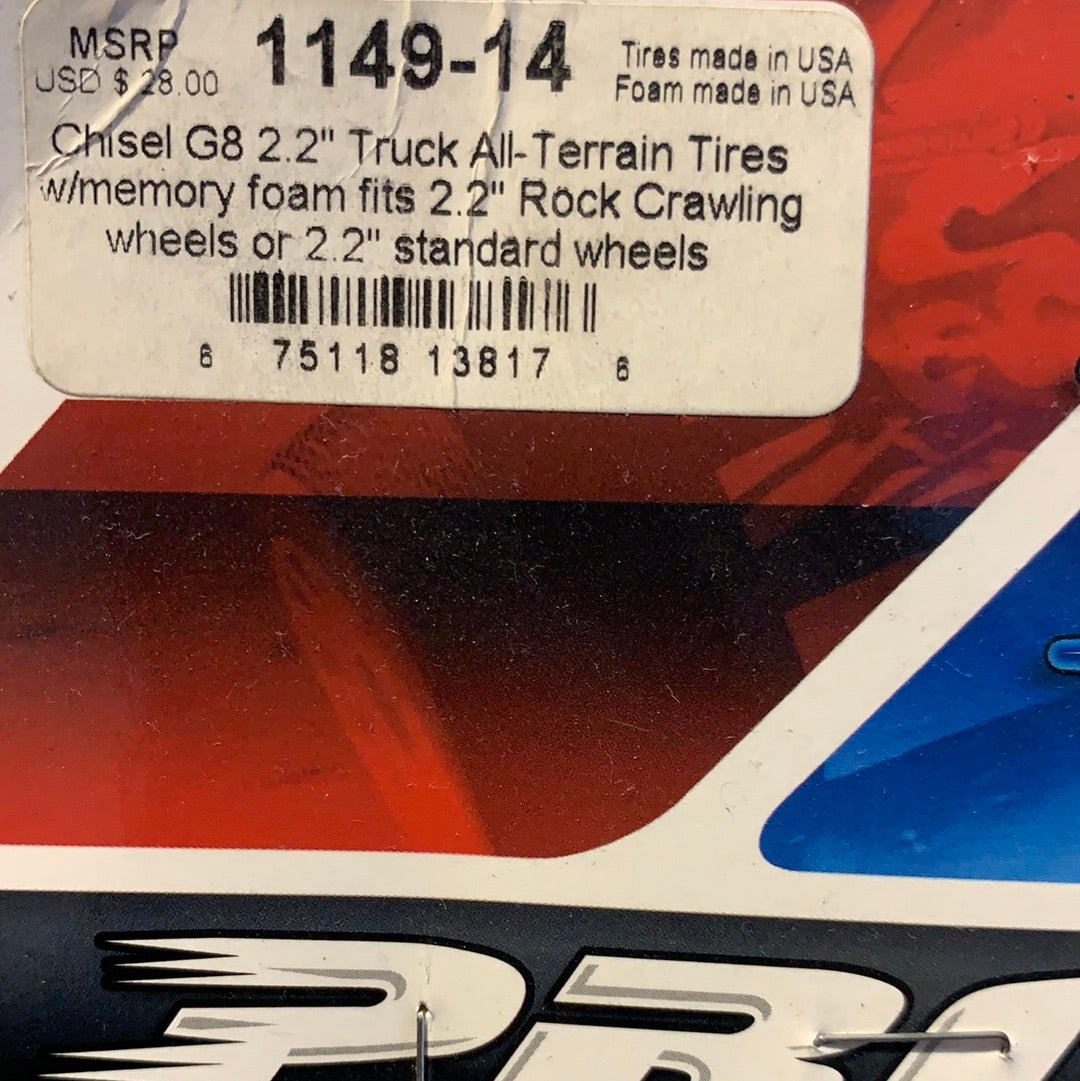 MSRP
USD $ 28.00
1149-14
Tires made in USA
Foam made in USA
Chisel G8 2.2" Truck All-Terrain Tires
w/memory foam fits 2.2" Rock Crawling
wheels or 2.2" standard wheels
6 75118 13817 6